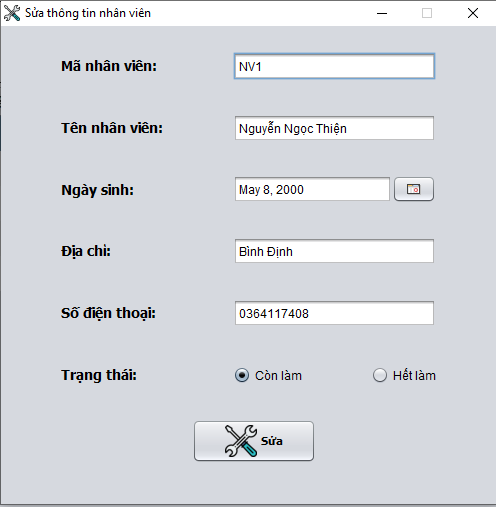 Sửa thông tin nhân viên
Mã nhân viên: NV1
Tên nhân viên: Nguyễn Ngọc Thiện
Ngày sinh: May 8, 2000
Địa chỉ: Bình Định
Số điện thoại: 0364117408
Trạng thái: Còn làm Hết làm
Sửa